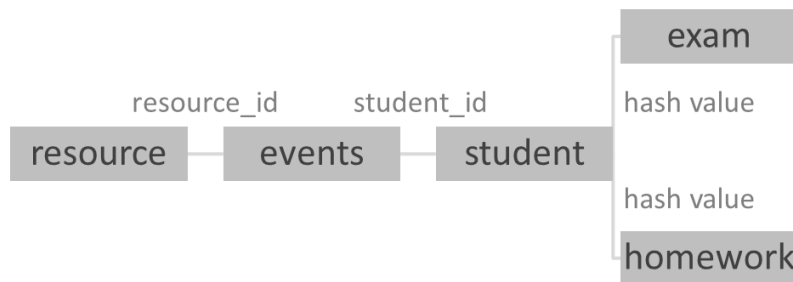 exam
resource_id student_id hash value
resource events student
hash value
homework